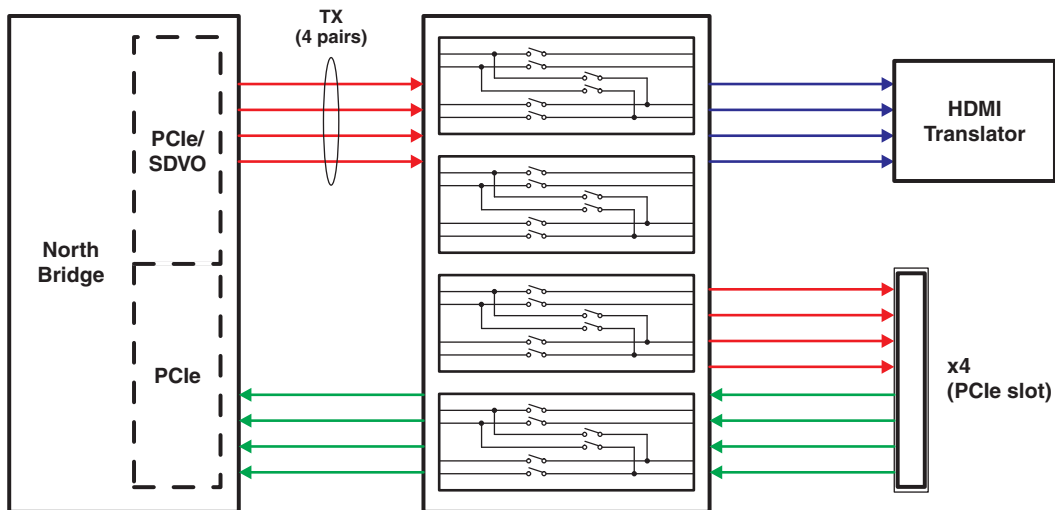 TX
(4 pairs)
PCIe/
SDVO
HDMI
Translator
North
Bridge
PCIe
x4
(PCIe slot)